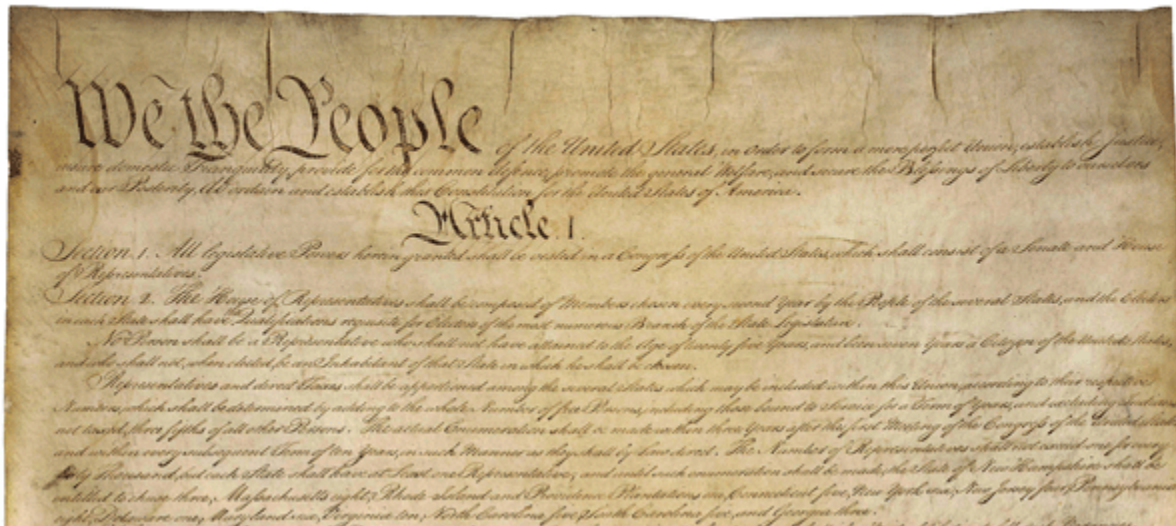 We the People of the United States, in Order to form a more perfect Union, establish Justice,
insure domestic Tranquility, provide for the common defence, promote the general Welfare, and secure the Blessings of Liberty to ourselves
and our Posterity, do ordain and establish this Constitution for the United States of America.
Article I
Section 1. All legislative Powers herein granted shall be vested in a Congress of the United States, which shall consist of a Senate and House
of Representatives.
Section 2. The House of Representatives shall be composed of Members chosen every second Year by the People of the several States, and the Electors
in each State shall have the Qualifications requisite for Electors of the most numerous Branch of the State Legislature.
No Person shall be a Representative who shall not have attained to the Age of twenty five Years, and been seven Years a Citizen of the United States,
and who shall not, when elected, be an Inhabitant of that State in which he shall be chosen.
Representatives and direct Taxes shall be apportioned among the several States which may be included within this Union, according to their respective
Numbers, which shall be determined by adding to the whole Number of free Persons, including those bound to Service for a Term of Years, and excluding Indians
not taxed, three fifths of all other Persons. The actual Enumeration shall be made within three Years after the first Meeting of the Congress of the United States,
and within every subsequent Term of ten Years, in such Manner as they shall by Law direct. The Number of Representatives shall not exceed one for every
thirty Thousand, but each State shall have at Least one Representative; and until such enumeration shall be made, the State of New Hampshire shall be
entitled to chuse three, Massachusetts eight, Rhode Island and Providence Plantations one, Connecticut five, New York six, New Jersey four, Pennsylvania
eight, Delaware one, Maryland six, Virginia ten, North Carolina five, South Carolina five, and Georgia three.